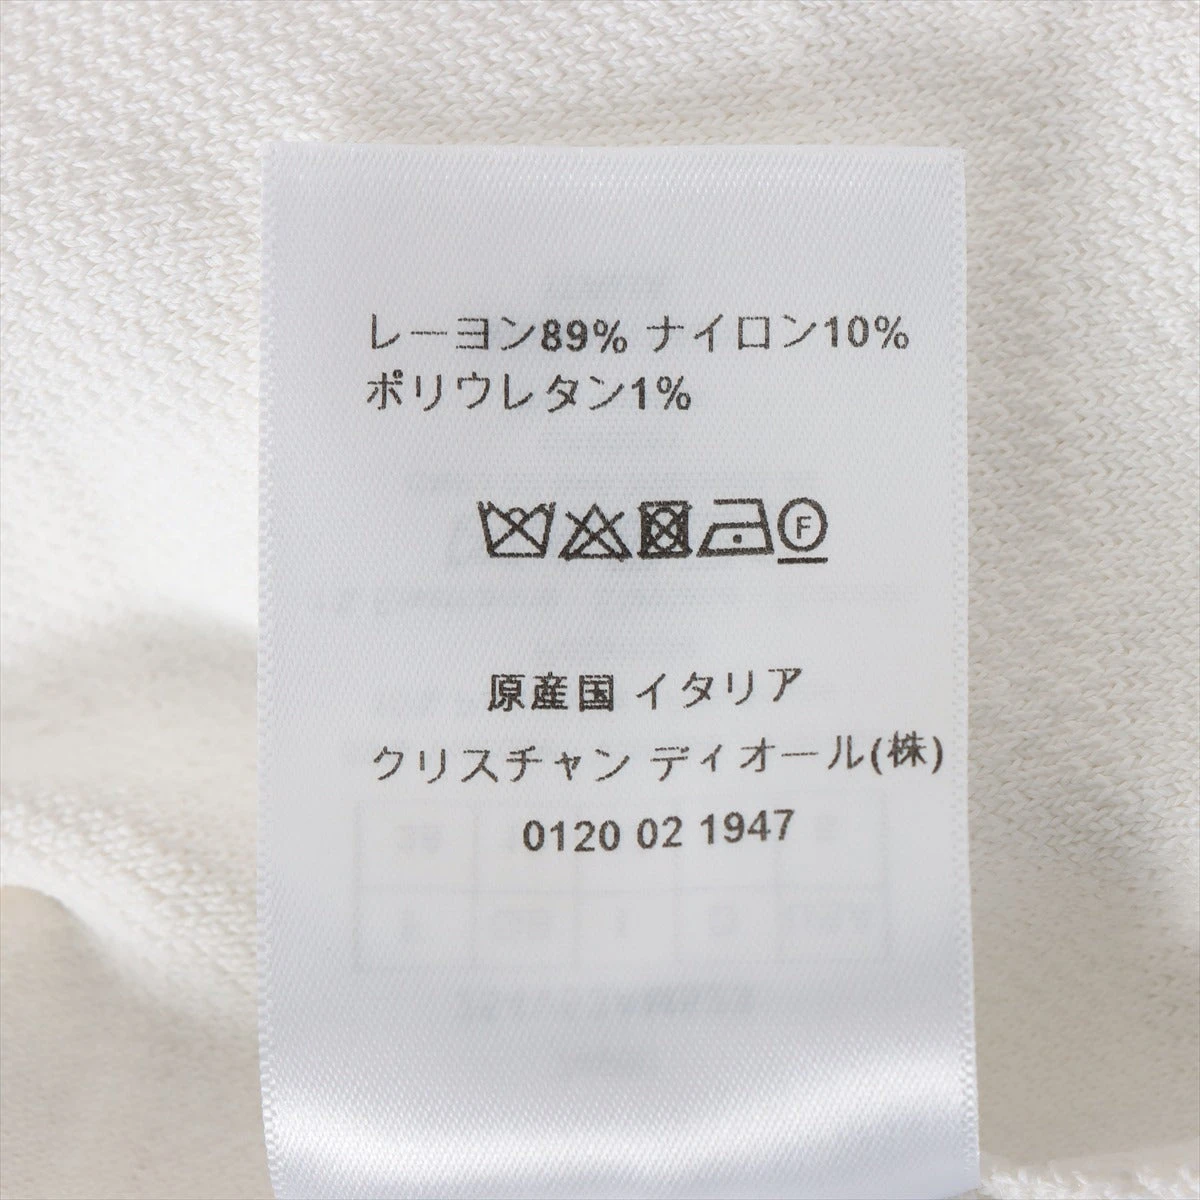 レーヨン89% ナイロン10%
ポリウレタン1%
F
原産国 イタリア
クリスチャン ディオール(株)
0120 02 1947